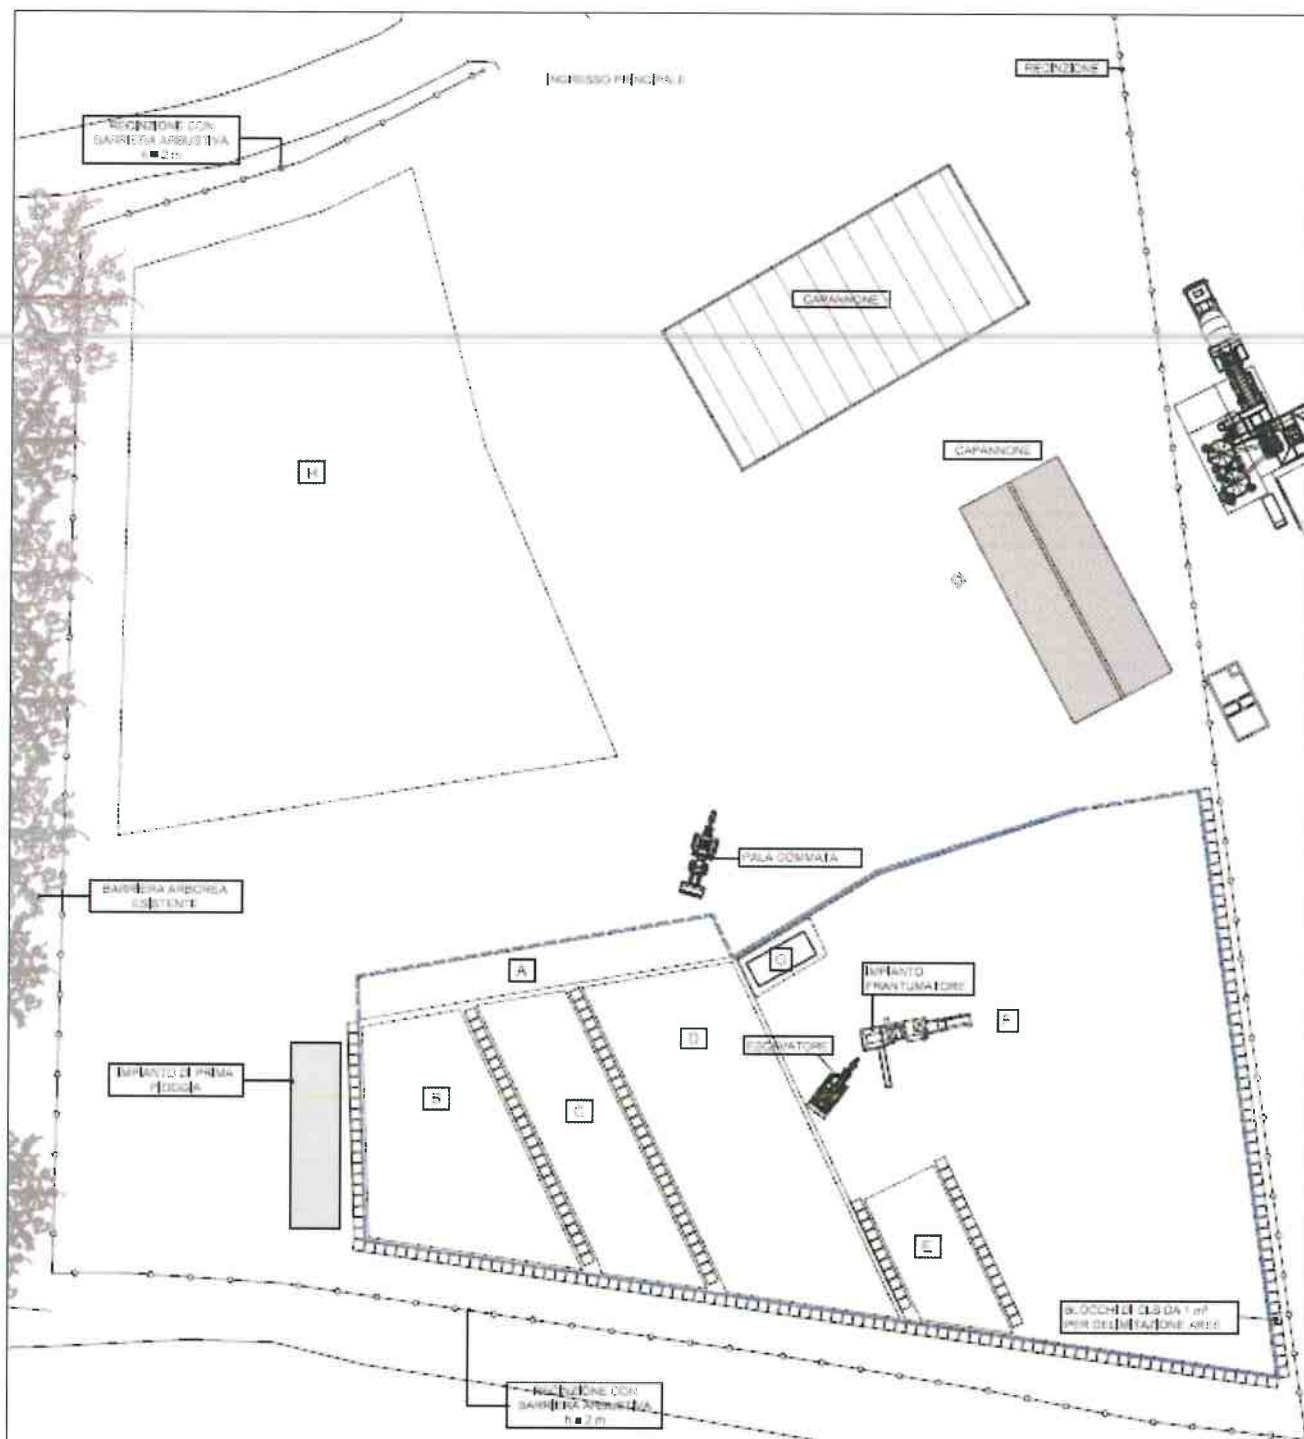 INGRESSO PRINCIPALE
RECINZIONE
RECINZIONE CON
BARRIERA ARBUSTIVA
h = 2 m
CAPANNONE
CAPANNONE
H
PALA GOMMATA
BARRIERA ARBOREA
ESISTENTE
A
G
IMPIANTO
FRANTUMATORE
F
D
ESCAVATORE
IMPIANTO DI PRIMA
PIOGGIA
B
C
E
BLOCCHI DI CLS DA 1 m³
PER DELIMITAZIONE AREE
RECINZIONE CON
BARRIERA ARBUSTIVA
h = 2 m